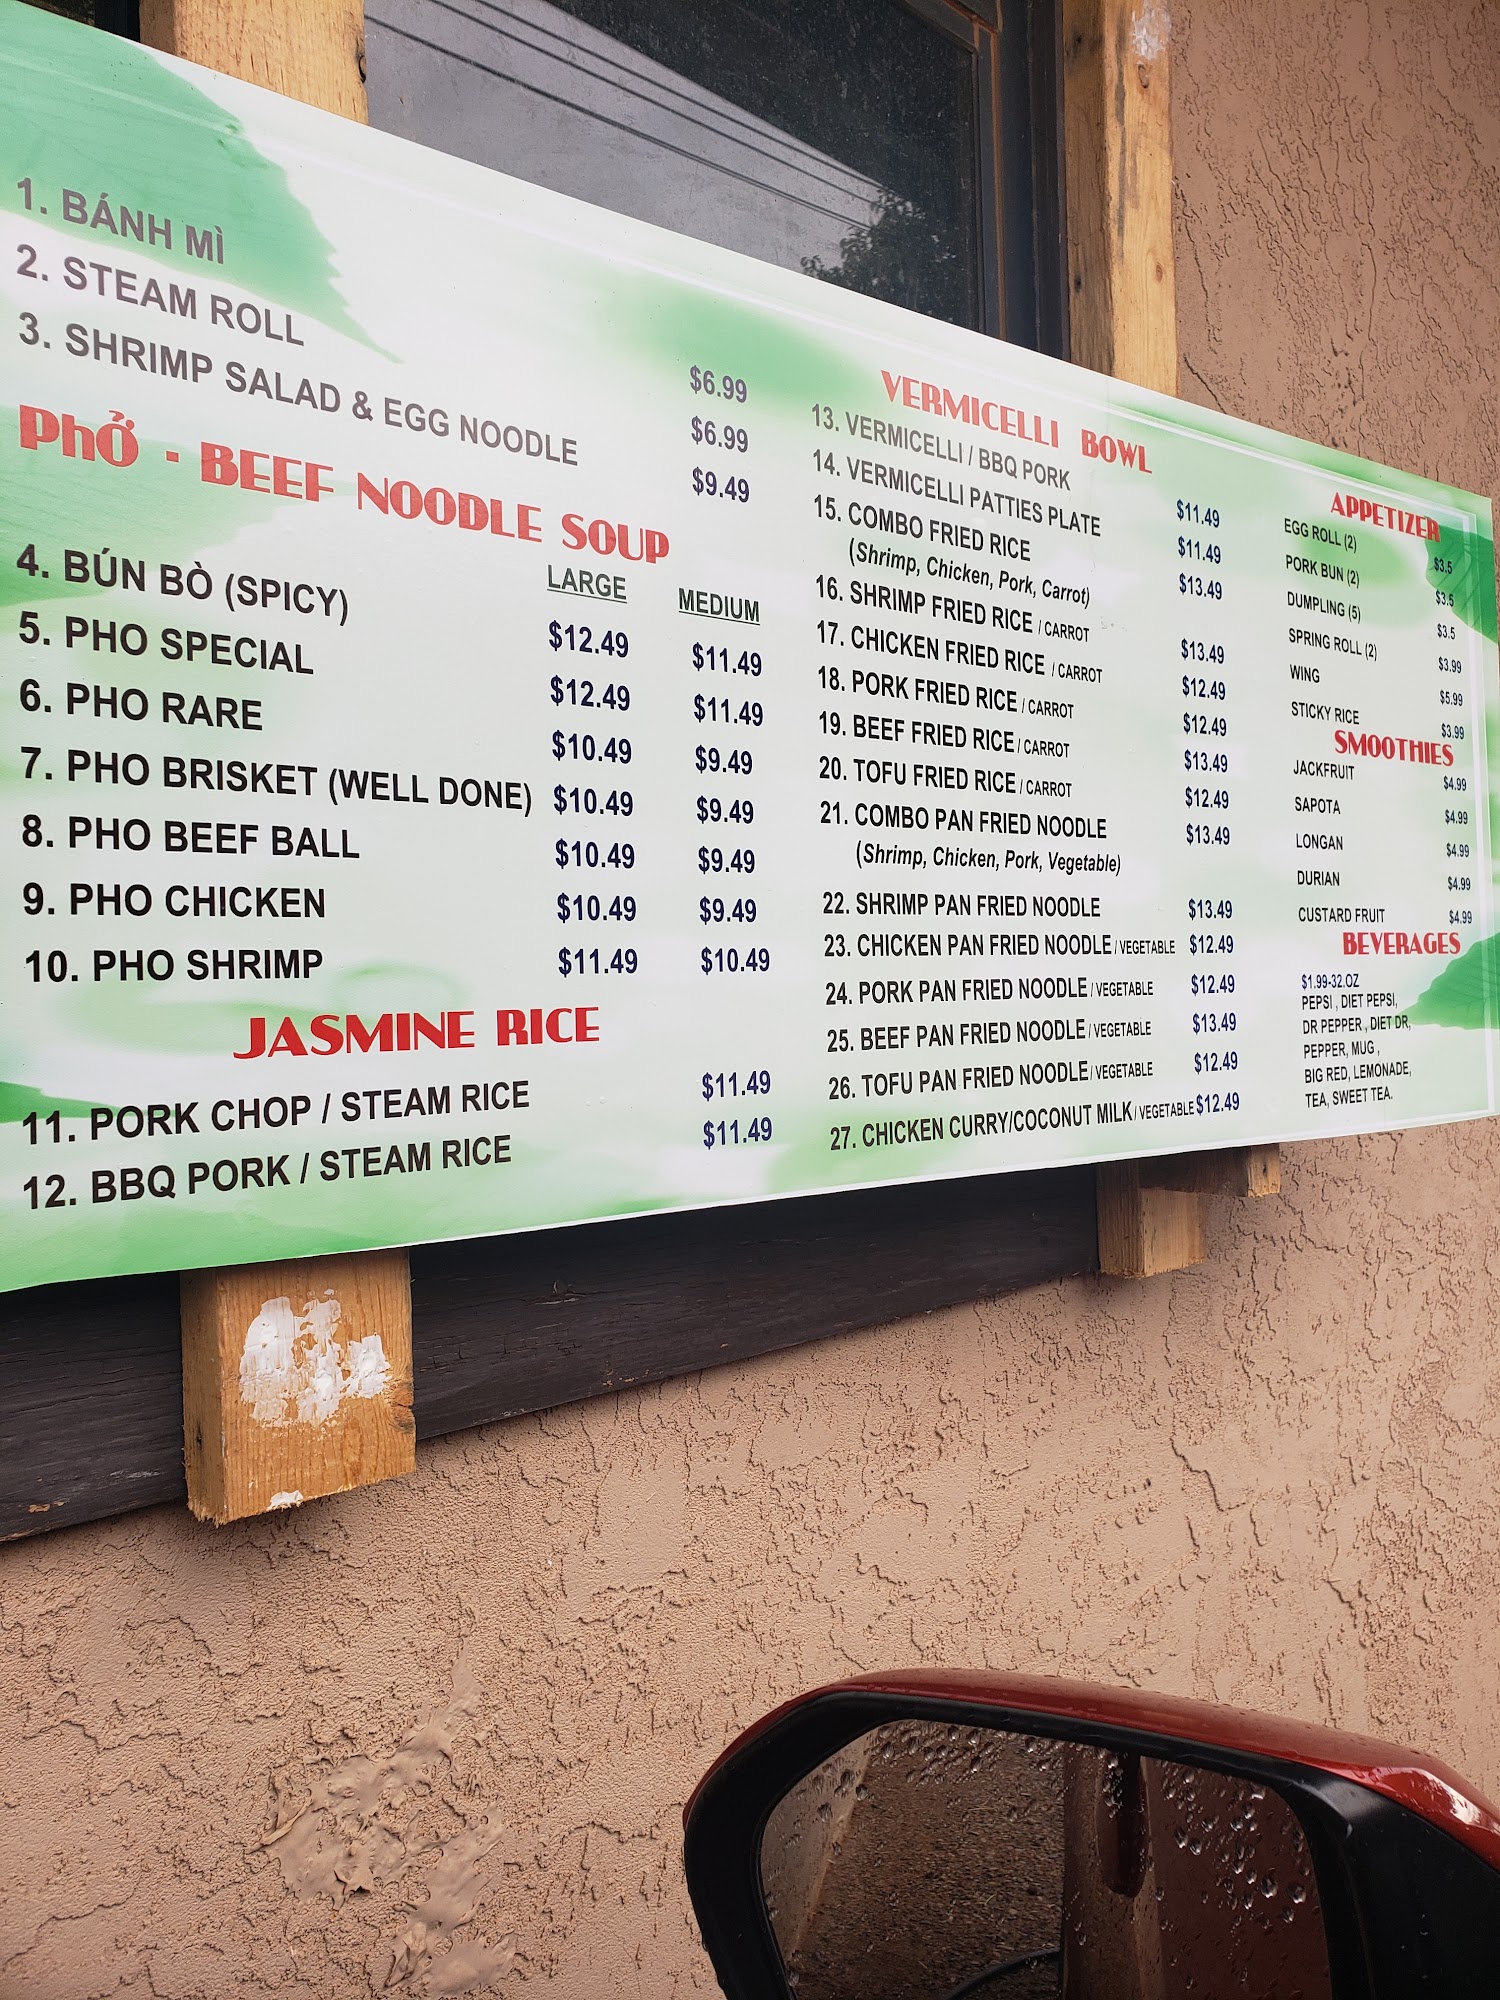 1. BÁNH MÌ $6.99
2. STEAM ROLL $6.99
3. SHRIMP SALAD & EGG NOODLE $9.49
PhỞ · BEEF NOODLE SOUP
LARGE MEDIUM
4. BÚN BÒ (SPICY) $12.49 $11.49
5. PHO SPECIAL $12.49 $11.49
6. PHO RARE $10.49 $9.49
7. PHO BRISKET (WELL DONE) $10.49 $9.49
8. PHO BEEF BALL $10.49 $9.49
9. PHO CHICKEN $10.49 $9.49
10. PHO SHRIMP $11.49 $10.49
JASMINE RICE
11. PORK CHOP / STEAM RICE $11.49
12. BBQ PORK / STEAM RICE $11.49
VERMICELLI BOWL
13. VERMICELLI / BBQ PORK $11.49
14. VERMICELLI PATTIES PLATE $11.49
15. COMBO FRIED RICE $13.49
(Shrimp, Chicken, Pork, Carrot)
16. SHRIMP FRIED RICE / CARROT $13.49
17. CHICKEN FRIED RICE / CARROT $12.49
18. PORK FRIED RICE / CARROT $12.49
19. BEEF FRIED RICE / CARROT $13.49
20. TOFU FRIED RICE / CARROT $12.49
21. COMBO PAN FRIED NOODLE $13.49
(Shrimp, Chicken, Pork, Vegetable)
22. SHRIMP PAN FRIED NOODLE $13.49
23. CHICKEN PAN FRIED NOODLE / VEGETABLE $12.49
24. PORK PAN FRIED NOODLE / VEGETABLE $12.49
25. BEEF PAN FRIED NOODLE / VEGETABLE $13.49
26. TOFU PAN FRIED NOODLE / VEGETABLE $12.49
27. CHICKEN CURRY/COCONUT MILK / VEGETABLE $12.49
APPETIZER
EGG ROLL (2) $3.5
PORK BUN (2) $3.5
DUMPLING (5) $3.5
SPRING ROLL (2) $3.99
WING $5.99
STICKY RICE $3.99
SMOOTHIES
JACKFRUIT $4.99
SAPOTA $4.99
LONGAN $4.99
DURIAN $4.99
CUSTARD FRUIT $4.99
BEVERAGES
$1.99-32.OZ
PEPSI , DIET PEPSI,
DR PEPPER , DIET DR,
PEPPER, MUG ,
BIG RED, LEMONADE,
TEA, SWEET TEA.